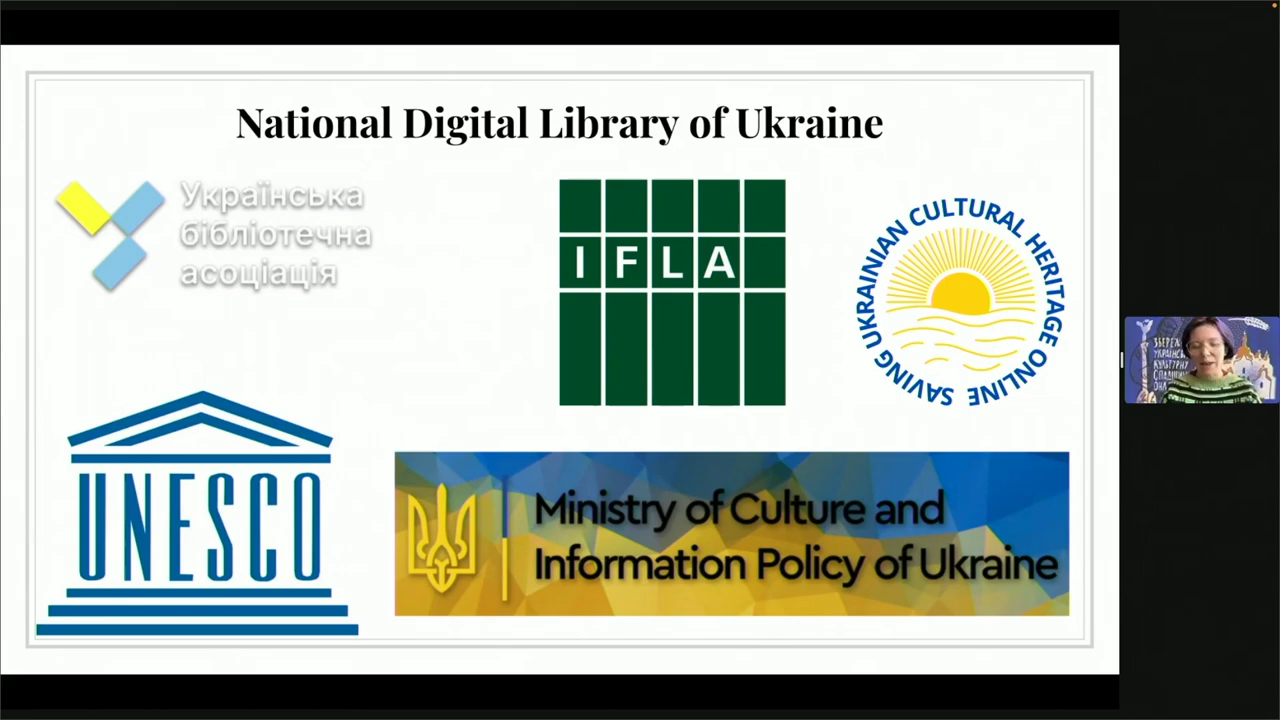 National Digital Library of Ukraine
Українська
бібліотечна
асоціація
IFLA
SAVING UKRAINIAN CULTURAL HERITAGE ONLINE
UNESCO
Ministry of Culture and
Information Policy of Ukraine